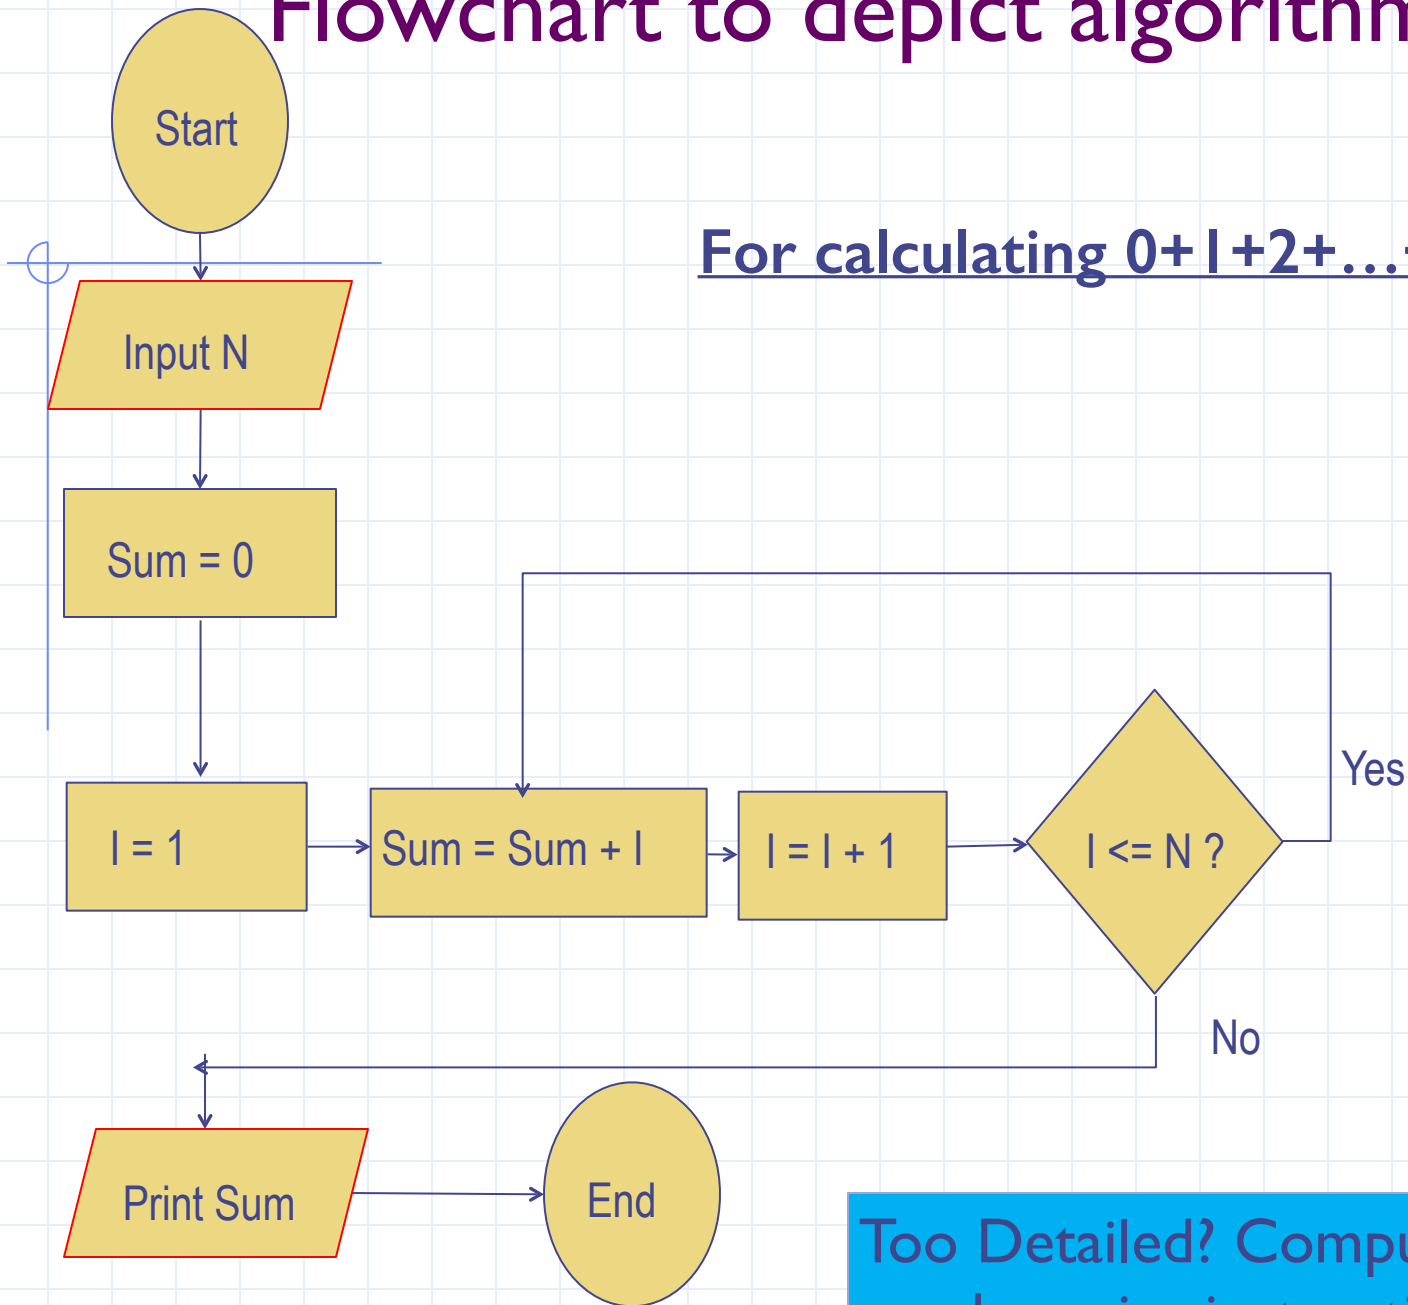 Flowchart to depict algorithm
Start
For calculating 0+1+2+…+
Input N
Sum = 0
Yes
I = 1
Sum = Sum + I
I = I + 1
I <= N ?
No
Print Sum
End
Too Detailed?